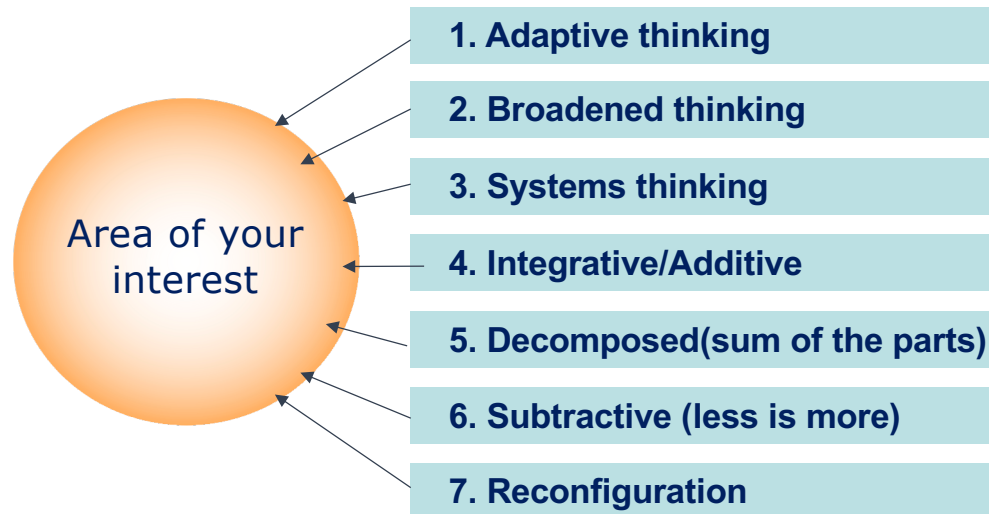 1. Adaptive thinking
2. Broadened thinking
3. Systems thinking
Area of your
interest
4. Integrative/Additive
5. Decomposed(sum of the parts)
6. Subtractive (less is more)
7. Reconfiguration